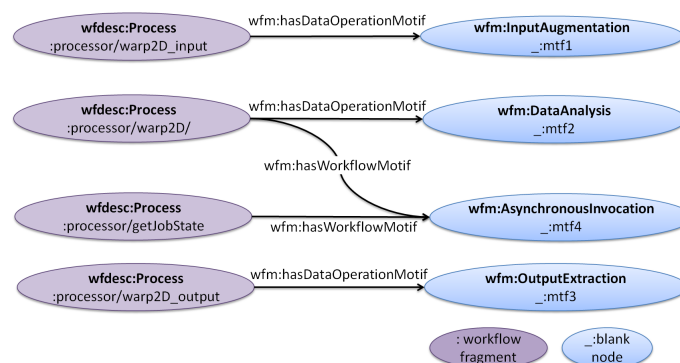 wfdesc:Process
:processor/warp2D_input
wfm:hasDataOperationMotif
wfm:InputAugmentation
_:mtf1
wfdesc:Process
:processor/warp2D/
wfm:hasDataOperationMotif
wfm:DataAnalysis
_:mtf2
wfm:hasWorkflowMotif
wfdesc:Process
:processor/getJobState
wfm:hasWorkflowMotif
wfm:AsynchronousInvocation
_:mtf4
wfdesc:Process
:processor/warp2D_output
wfm:hasDataOperationMotif
wfm:OutputExtraction
_:mtf3
: workflow
fragment
_:blank
node